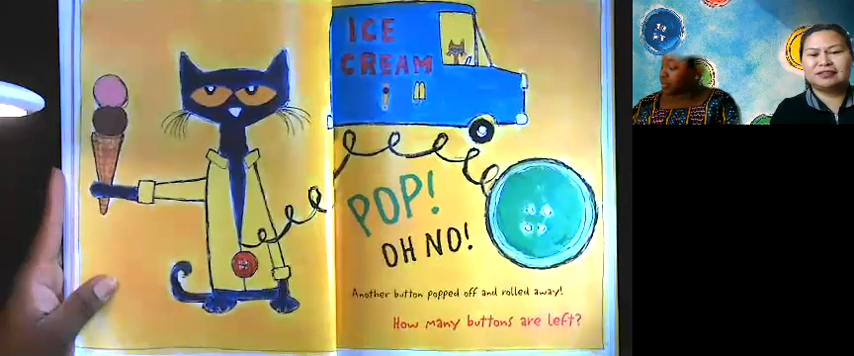 ICE
CREAM
POP!
OH NO!
Another button popped off and rolled away!
How many buttons are left?